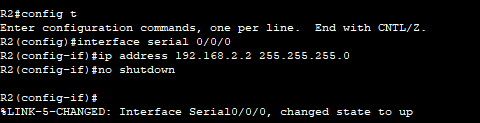 R2#config t
Enter configuration commands, one per line.  End with CNTL/Z.
R2(config)#interface serial 0/0/0
R2(config-if)#ip address 192.168.2.2 255.255.255.0
R2(config-if)#no shutdown
R2(config-if)#
%LINK-5-CHANGED: Interface Serial0/0/0, changed state to up